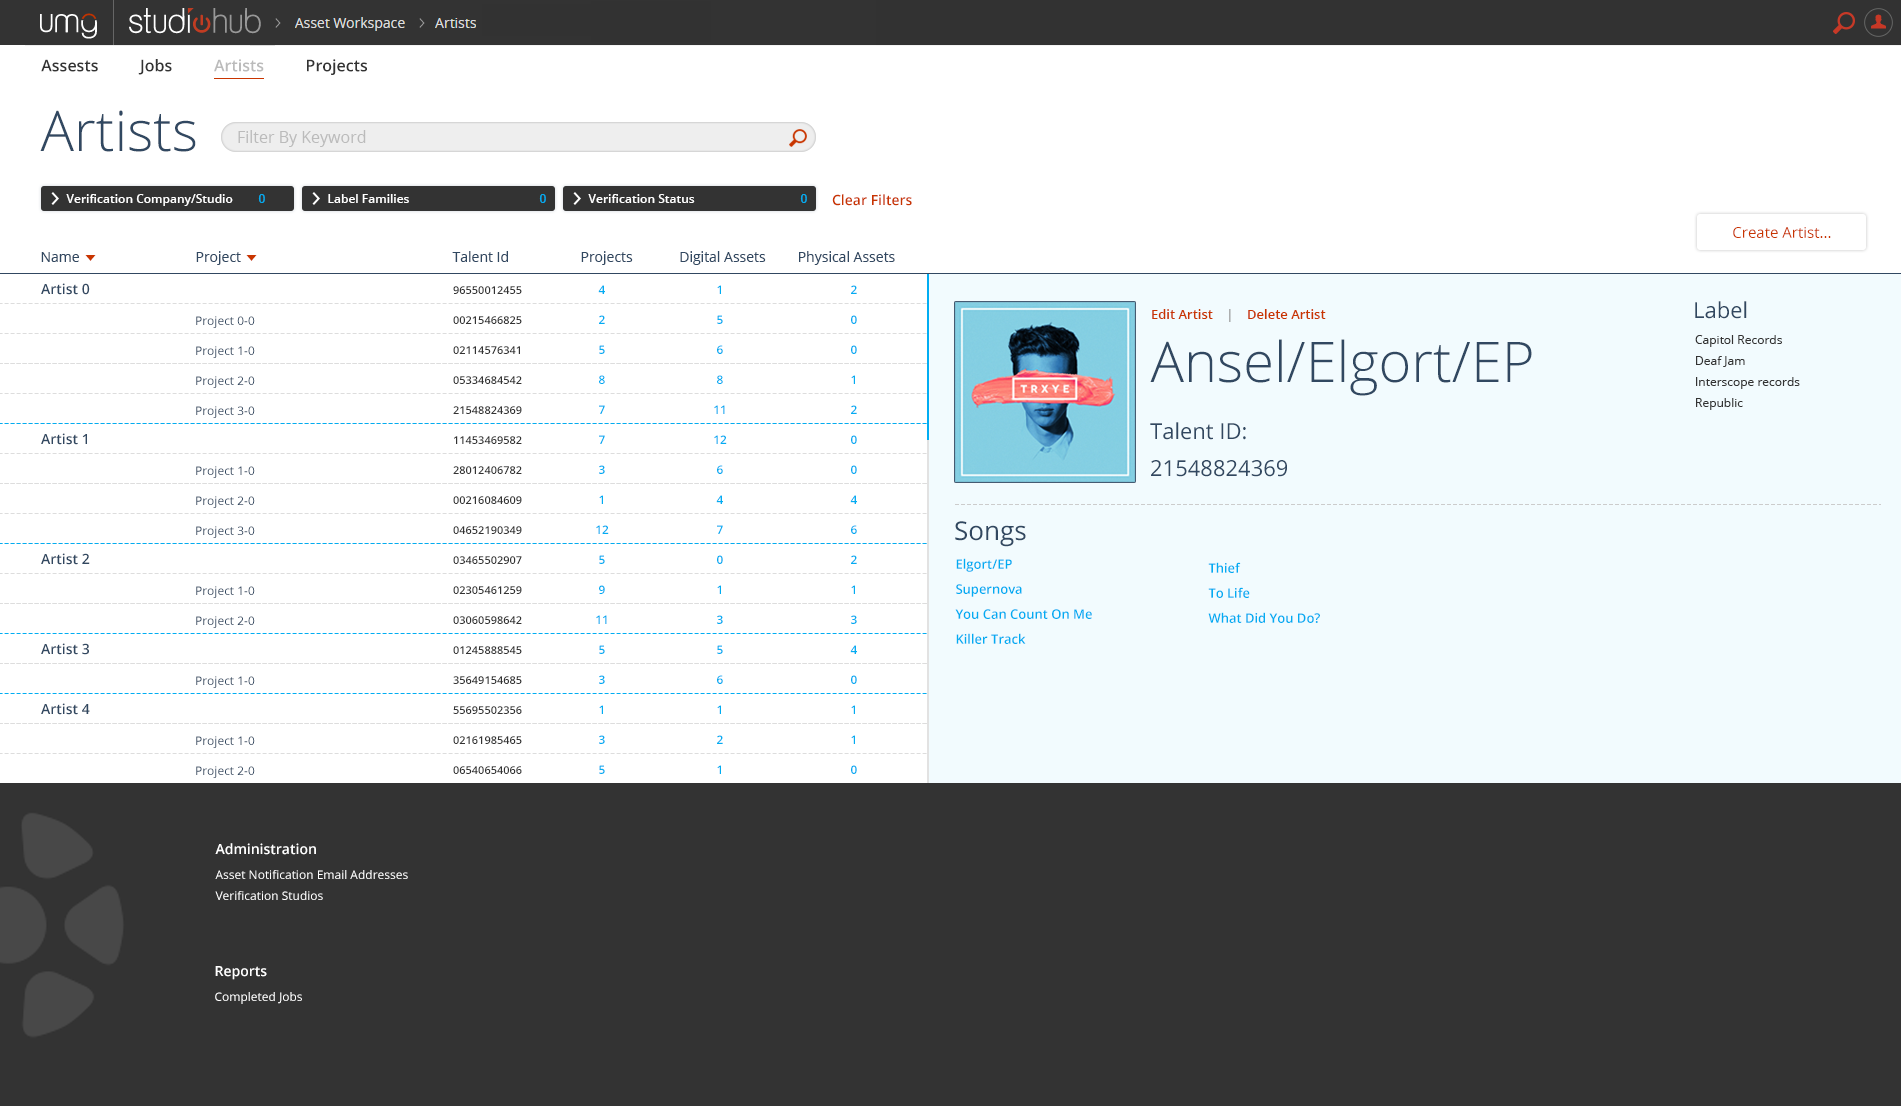 umg studiohub > Asset Workspace > Artists
Assests Jobs Artists Projects
Artists Filter By Keyword
Verification Company/Studio 0 Label Families 0 Verification Status 0 Clear Filters
Create Artist...
Name Project Talent Id Projects Digital Assets Physical Assets
Artist 0 96550012455 4 1 2
Project 0-0 00215466825 2 5 0
Project 1-0 02114576341 5 6 0
Project 2-0 05334684542 8 8 1
Project 3-0 21548824369 7 11 2
Artist 1 11453469582 7 12 0
Project 1-0 28012406782 3 6 0
Project 2-0 00216084609 1 4 4
Project 3-0 04652190349 12 7 6
Artist 2 03465502907 5 0 2
Project 1-0 02305461259 9 1 1
Project 2-0 03060598642 11 3 3
Artist 3 01245888545 5 5 4
Project 1-0 35649154685 3 6 0
Artist 4 55695502356 1 1 1
Project 1-0 02161985465 3 2 1
Project 2-0 06540654066 5 1 0
TRXYE
Edit Artist | Delete Artist
Ansel/Elgort/EP
Talent ID:
21548824369
Label
Capitol Records
Deaf Jam
Interscope records
Republic
Songs
Elgort/EP
Supernova
You Can Count On Me
Killer Track
Thief
To Life
What Did You Do?
Administration
Asset Notification Email Addresses
Verification Studios
Reports
Completed Jobs